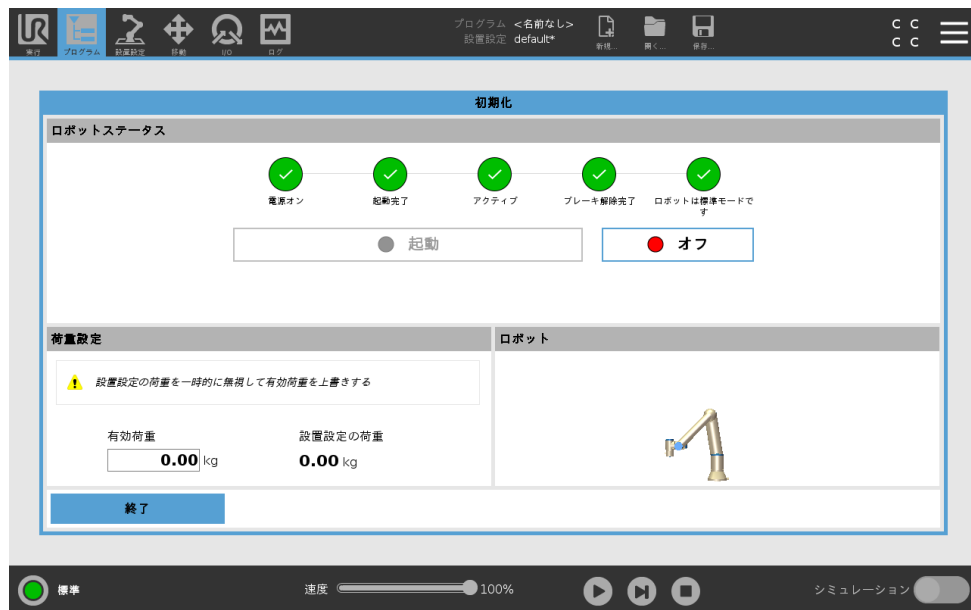 プログラム <名前なし>
設置設定 default*
UR
実行
プログラム
設置設定
移動
I/O
ログ
新規...
開く...
保存...
C C
C C
初期化
ロボットステータス
電源オン
起動完了
アクティブ
ブレーキ解除完了
ロボットは標準モードで
す
起動
オフ
荷重設定
ロボット
設置設定の荷重を一時的に無視して有効荷重を上書きする
有効荷重
設置設定の荷重
0.00 kg
0.00 kg
終了
標準
速度
100%
シミュレーション